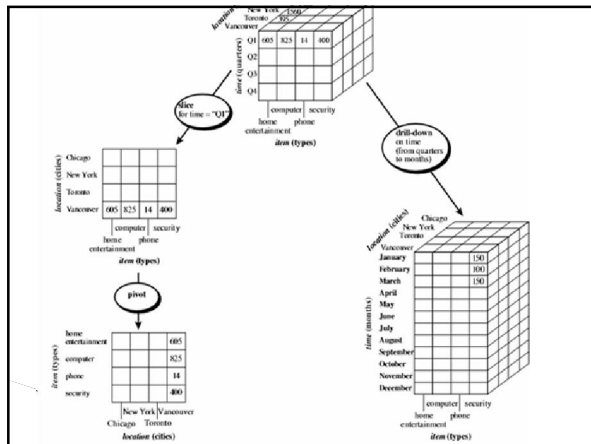 location
New York
1560
Toronto
395
Vancouver
time (quarters)
Q1 605 825 14 400
Q2
Q3
Q4
computer security
home phone
entertainment
item (types)
slice
for time = "Q1"
drill-down
on time
(from quarters
to months)
location (cities)
Chicago
New York
Toronto
Vancouver 605 825 14 400
computer security
home phone
entertainment
item (types)
pivot
item (types)
home
entertainment 605
computer 825
phone 14
security 400
New York Vancouver
Chicago Toronto
location (cities)
location (cities)
Chicago
New York
Toronto
Vancouver
time (months)
January 150
February 100
March 150
April
May
June
July
August
September
October
November
December
computer security
home phone
entertainment
item (types)